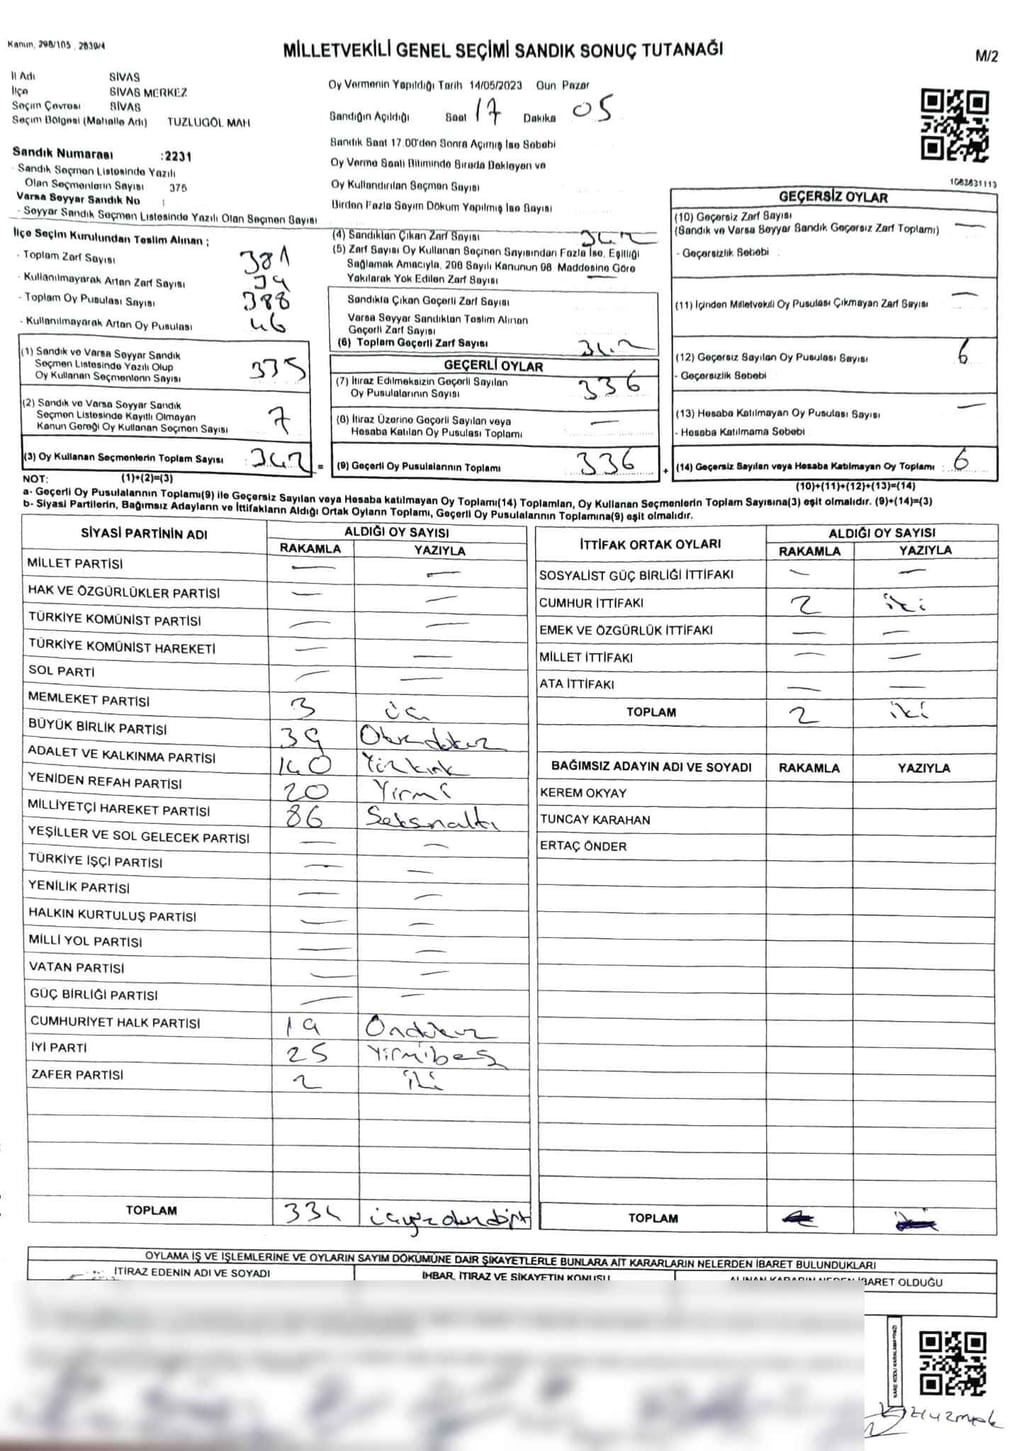 Kanun, 298/105 , 2839/4
MİLLETVEKİLİ GENEL SEÇİMİ SANDIK SONUÇ TUTANAĞI
M/2
İl Adı SİVAS
İlçe SİVAS MERKEZ
Seçim Çevresi SİVAS
Seçim Bölgesi (Mahalle Adı) TUZLUGÖL MAH
Sandık Numarası :2231
- Sandık Seçmen Listesinde Yazılı
Olan Seçmenlerin Sayısı 375
Varsa Seyyar Sandık No :
- Seyyar Sandık Seçmen Listesinde Yazılı Olan Seçmen Sayısı
Oy Vermenin Yapıldığı Tarih 14/05/2023 Gün Pazar
Sandığın Açıldığı Saat 17 Dakika 05
Sandık Saat 17.00'den Sonra Açılmış İse Sebebi
Oy Verme Saati Bitiminde Sırada Bekleyen ve
Oy Kullandırılan Seçmen Sayısı
Birden Fazla Sayım Döküm Yapılmış İse Sayısı
1083831113
İlçe Seçim Kurulundan Teslim Alınan ;
- Toplam Zarf Sayısı 381
- Kullanılmayarak Artan Zarf Sayısı 39
- Toplam Oy Pusulası Sayısı 388
- Kullanılmayarak Artan Oy Pusulası 46
(1) Sandık ve Varsa Seyyar Sandık
Seçmen Listesinde Yazılı Olup
Oy Kullanan Seçmenlerin Sayısı 335
(2) Sandık ve Varsa Seyyar Sandık
Seçmen Listesinde Kayıtlı Olmayan
Kanun Gereği Oy Kullanan Seçmen Sayısı 7
(3) Oy Kullanan Seçmenlerin Toplam Sayısı : 342 =
(4) Sandıktan Çıkan Zarf Sayısı 342
(5) Zarf Sayısı Oy Kullanan Seçmen Sayısından Fazla İse, Eşitliği
Sağlamak Amacıyla, 298 Sayılı Kanunun 98 Maddesine Göre
Yakılarak Yok Edilen Zarf Sayısı —
Sandıkta Çıkan Geçerli Zarf Sayısı
Varsa Seyyar Sandıktan Teslim Alınan
Geçerli Zarf Sayısı
(6) Toplam Geçerli Zarf Sayısı 342
GEÇERLİ OYLAR
(7) İtiraz Edilmeksizin Geçerli Sayılan
Oy Pusulalarının Sayısı 336
(8) İtiraz Üzerine Geçerli Sayılan veya
Hesaba Katılan Oy Pusulası Toplamı —
(9) Geçerli Oy Pusulalarının Toplamı 336 +
GEÇERSİZ OYLAR
(10) Geçersiz Zarf Sayısı
(Sandık ve Varsa Seyyar Sandık Geçersiz Zarf Toplamı) —
- Geçersizlik Sebebi
(11) İçinden Milletvekili Oy Pusulası Çıkmayan Zarf Sayısı —
(12) Geçersiz Sayılan Oy Pusulası Sayısı 6
- Geçersizlik Sebebi
(13) Hesaba Katılmayan Oy Pusulası Sayısı —
- Hesaba Katılmama Sebebi
(14) Geçersiz Sayılan veya Hesaba Katılmayan Oy Toplamı : 6
NOT: (1)+(2)=(3)
(10)+(11)+(12)+(13)=(14)
a- Geçerli Oy Pusulalarının Toplamı(9) ile Geçersiz Sayılan veya Hesaba katılmayan Oy Toplamı(14) Toplamları, Oy Kullanan Seçmenlerin Toplam Sayısına(3) eşit olmalıdır. (9)+(14)=(3)
b- Siyasi Partilerin, Bağımsız Adayların ve İttifakların Aldığı Ortak Oyların Toplamı, Geçerli Oy Pusulalarının Toplamına(9) eşit olmalıdır.
SİYASİ PARTİNİN ADI ALDIĞI OY SAYISI
RAKAMLA YAZIYLA
MİLLET PARTİSİ — —
HAK VE ÖZGÜRLÜKLER PARTİSİ — —
TÜRKİYE KOMÜNİST PARTİSİ — —
TÜRKİYE KOMÜNİST HAREKETİ — —
SOL PARTİ — —
MEMLEKET PARTİSİ 3 üç
BÜYÜK BİRLİK PARTİSİ 39 Otuzdokuz
ADALET VE KALKINMA PARTİSİ 140 Yüzkırk
YENİDEN REFAH PARTİSİ 20 Yirmi
MİLLİYETÇİ HAREKET PARTİSİ 86 Seksenaltı
YEŞİLLER VE SOL GELECEK PARTİSİ — —
TÜRKİYE İŞÇİ PARTİSİ — —
YENİLİK PARTİSİ — —
HALKIN KURTULUŞ PARTİSİ — —
MİLLİ YOL PARTİSİ — —
VATAN PARTİSİ — —
GÜÇ BİRLİĞİ PARTİSİ — —
CUMHURİYET HALK PARTİSİ 19 Ondokuz
İYİ PARTİ 25 Yirmibeş
ZAFER PARTİSİ 2 iki
TOPLAM 334 üçyüzotuzdört
İTTİFAK ORTAK OYLARI ALDIĞI OY SAYISI
RAKAMLA YAZIYLA
SOSYALİST GÜÇ BİRLİĞİ İTTİFAKI — —
CUMHUR İTTİFAKI 2 iki
EMEK VE ÖZGÜRLÜK İTTİFAKI — —
MİLLET İTTİFAKI — —
ATA İTTİFAKI — —
TOPLAM 2 iki
BAĞIMSIZ ADAYIN ADI VE SOYADI RAKAMLA YAZIYLA
KEREM OKYAY
TUNCAY KARAHAN
ERTAÇ ÖNDER
TOPLAM
OYLAMA İŞ VE İŞLEMLERİNE VE OYLARIN SAYIM DÖKÜMÜNE DAİR ŞİKAYETLERLE BUNLARA AİT KARARLARIN NELERDEN İBARET BULUNDUKLARI
İTİRAZ EDENİN ADI VE SOYADI
İHBAR, İTİRAZ VE ŞİKAYETİN KONUSU
ALINAN KARARIN NEDEN İBARET OLDUĞU